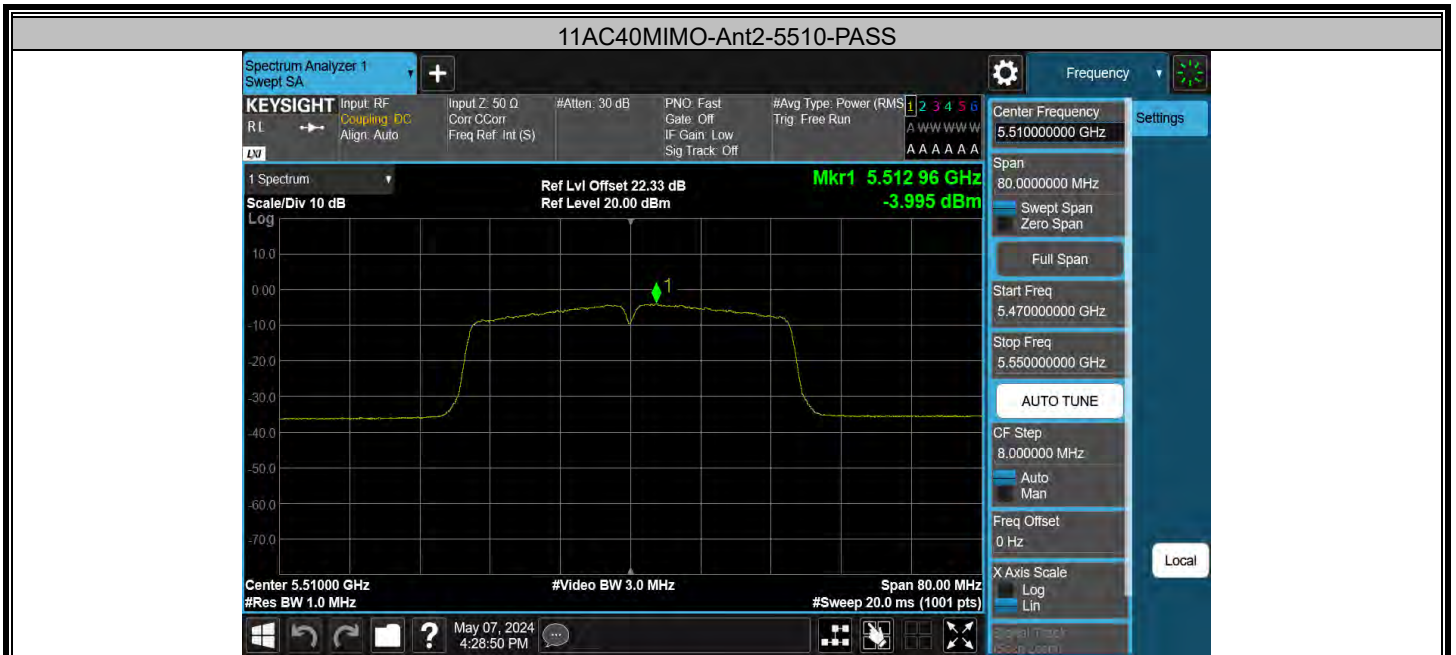 11AC40MIMO-Ant2-5510-PASS
Spectrum Analyzer 1
Swept SA
Frequency
KEYSIGHT
RL
LXI
Input: RF
Coupling: DC
Align: Auto
Input Z: 50 Ω
Corr CCorr
Freq Ref: Int (S)
#Atten: 30 dB
PNO: Fast
Gate: Off
IF Gain: Low
Sig Track: Off
#Avg Type: Power (RMS
Trig: Free Run
1 2 3 4 5 6
A W W W W W
A A A A A A
1 Spectrum
Scale/Div 10 dB
Ref Lvl Offset 22.33 dB
Ref Level 20.00 dBm
Mkr1 5.512 96 GHz
-3.995 dBm
Log
10.0
0.00
-10.0
-20.0
-30.0
-40.0
-50.0
-60.0
-70.0
1
Center 5.51000 GHz
#Res BW 1.0 MHz
#Video BW 3.0 MHz
Span 80.00 MHz
#Sweep 20.0 ms (1001 pts)
Center Frequency
5.510000000 GHz
Settings
Span
80.0000000 MHz
Swept Span
Zero Span
Full Span
Start Freq
5.470000000 GHz
Stop Freq
5.550000000 GHz
AUTO TUNE
CF Step
8.000000 MHz
Auto
Man
Freq Offset
0 Hz
X Axis Scale
Log
Lin
Local
Signal Track
(Span Zoom)
May 07, 2024
4:28:50 PM